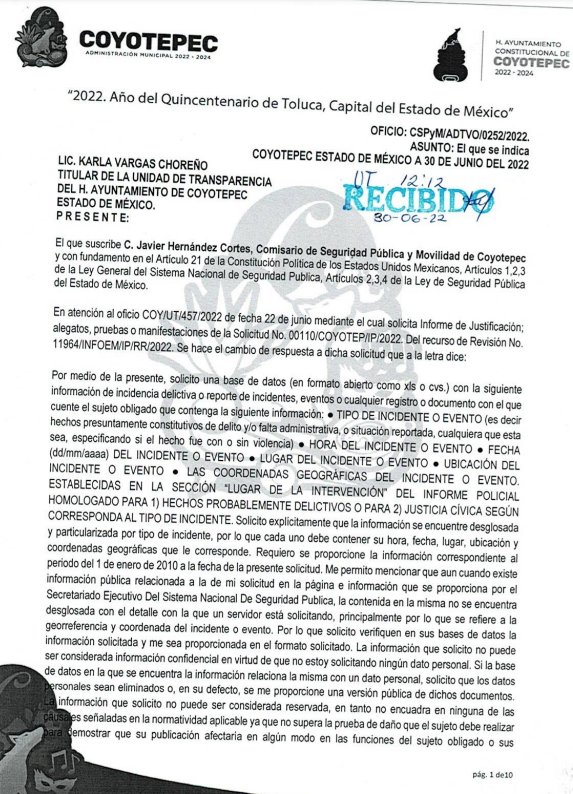 COYOTEPEC
ADMINISTRACIÓN MUNICIPAL 2022 - 2024
H. AYUNTAMIENTO
CONSTITUCIONAL DE
COYOTEPEC
2022 - 2024
"2022. Año del Quincentenario de Toluca, Capital del Estado de México"
OFICIO: CSPyM/ADTVO/0252/2022.
ASUNTO: El que se indica
COYOTEPEC ESTADO DE MÉXICO A 30 DE JUNIO DEL 2022
LIC. KARLA VARGAS CHOREÑO
TITULAR DE LA UNIDAD DE TRANSPARENCIA
DEL H. AYUNTAMIENTO DE COYOTEPEC
ESTADO DE MÉXICO.
P R E S E N T E:
UT 12:12
RECIBIDO
30-06-22
El que suscribe C. Javier Hernández Cortes, Comisario de Seguridad Pública y Movilidad de Coyotepec
y con fundamento en el Artículo 21 de la Constitución Política de los Estados Unidos Mexicanos, Artículos 1,2,3
de la Ley General del Sistema Nacional de Seguridad Publica, Artículos 2,3,4 de la Ley de Seguridad Pública
del Estado de México.
En atención al oficio COY/UT/457/2022 de fecha 22 de junio mediante el cual solicita Informe de Justificación;
alegatos, pruebas o manifestaciones de la Solicitud No. 00110/COYOTEP/IP/2022. Del recurso de Revisión No.
11964/INFOEM/IP/RR/2022. Se hace el cambio de respuesta a dicha solicitud que a la letra dice:
Por medio de la presente, solicito una base de datos (en formato abierto como xls o cvs.) con la siguiente
información de incidencia delictiva o reporte de incidentes, eventos o cualquier registro o documento con el que
cuente el sujeto obligado que contenga la siguiente información: ● TIPO DE INCIDENTE O EVENTO (es decir
hechos presuntamente constitutivos de delito y/o falta administrativa, o situación reportada, cualquiera que esta
sea, especificando si el hecho fue con o sin violencia) ● HORA DEL INCIDENTE O EVENTO ● FECHA
(dd/mm/aaaa) DEL INCIDENTE O EVENTO ● LUGAR DEL INCIDENTE O EVENTO ● UBICACIÓN DEL
INCIDENTE O EVENTO ● LAS COORDENADAS GEOGRÁFICAS DEL INCIDENTE O EVENTO.
ESTABLECIDAS EN LA SECCIÓN "LUGAR DE LA INTERVENCIÓN" DEL INFORME POLICIAL
HOMOLOGADO PARA 1) HECHOS PROBABLEMENTE DELICTIVOS O PARA 2) JUSTICIA CÍVICA SEGÚN
CORRESPONDA AL TIPO DE INCIDENTE. Solicito explicitamente que la información se encuentre desglosada
y particularizada por tipo de incidente, por lo que cada uno debe contener su hora, fecha, lugar, ubicación y
coordenadas geográficas que le corresponde. Requiero se proporcione la información correspondiente al
periodo del 1 de enero de 2010 a la fecha de la presente solicitud. Me permito mencionar que aun cuando existe
información pública relacionada a la de mi solicitud en la página e información que se proporciona por el
Secretariado Ejecutivo Del Sistema Nacional De Seguridad Publica, la contenida en la misma no se encuentra
desglosada con el detalle con la que un servidor está solicitando, principalmente por lo que se refiere a la
georreferencia y coordenada del incidente o evento. Por lo que solicito verifiquen en sus bases de datos la
información solicitada y me sea proporcionada en el formato solicitado. La información que solicito no puede
ser considerada información confidencial en virtud de que no estoy solicitando ningún dato personal. Si la base
de datos en la que se encuentra la información relaciona la misma con un dato personal, solicito que los datos
personales sean eliminados o, en su defecto, se me proporcione una versión pública de dichos documentos.
La información que solicito no puede ser considerada reservada, en tanto no encuadra en ninguna de las
causales señaladas en la normatividad aplicable ya que no supera la prueba de daño que el sujeto debe realizar
para demostrar que su publicación afectaria en algún modo en las funciones del sujeto obligado o sus
pág. 1 de10